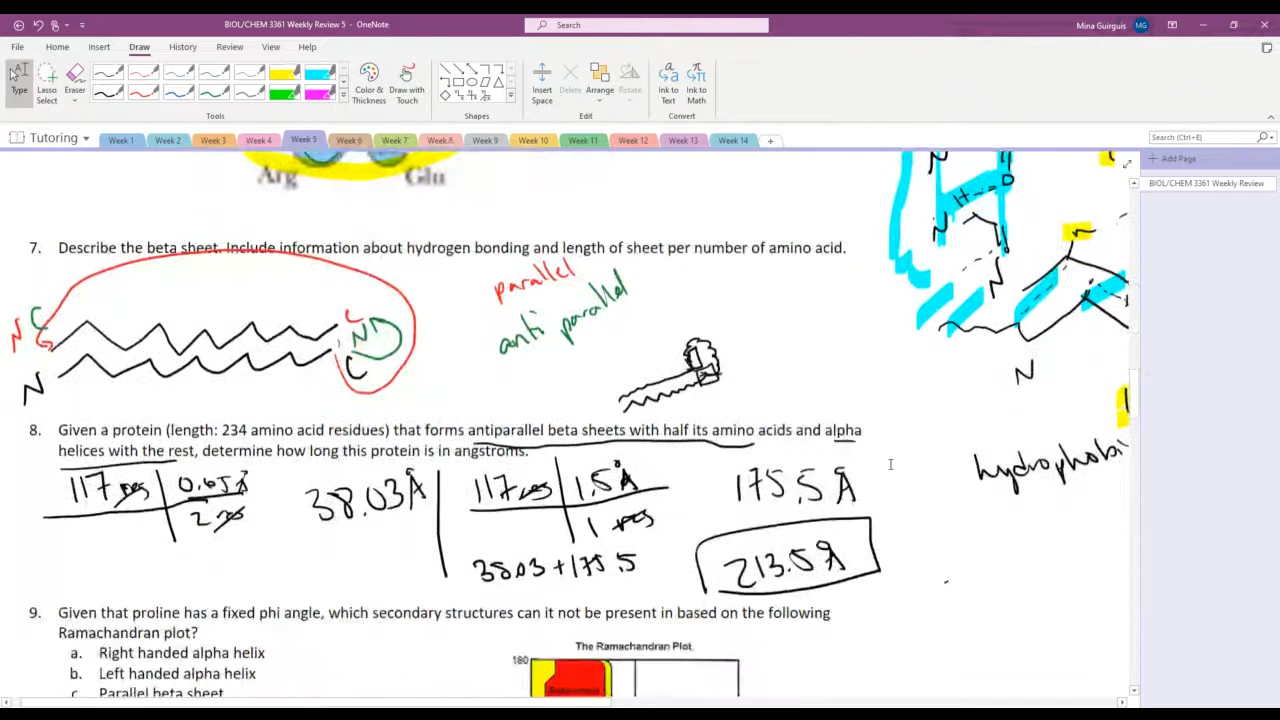 BIOL/CHEM 3361 Weekly Review 5 - OneNote
Search
Mina Guirguis MG
File Home Insert Draw History Review View Help
Type Lasso Select Eraser Color & Thickness Draw with Touch Insert Space Delete Arrange Rotate Ink to Text Ink to Math
Tools Shapes Edit Convert
Tutoring Week 1 Week 2 Week 3 Week 4 Week 5 Week 6 Week 7 Week 8 Week 9 Week 10 Week 11 Week 12 Week 13 Week 14 +
Search (Ctrl+E)
Add Page
BIOL/CHEM 3361 Weekly Review
Arg Glu
N H O
N O
N
N
7. Describe the beta sheet. Include information about hydrogen bonding and length of sheet per number of amino acid.
parallel
anti parallel
N C C N
N C
8. Given a protein (length: 234 amino acid residues) that forms antiparallel beta sheets with half its amino acids and alpha
helices with the rest, determine how long this protein is in angstroms.
hydrophobi
117 res 0.65Å 38.03Å 117 res 1.5Å 175.5Å
2 res 1 res
38.03+175.5 213.5Å
9. Given that proline has a fixed phi angle, which secondary structures can it not be present in based on the following
Ramachandran plot?
The Ramachandran Plot.
a. Right handed alpha helix
180
b. Left handed alpha helix
c. Parallel beta sheet